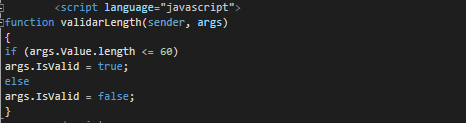 <script language="javascript">
function validarLength(sender, args)
{
if (args.Value.length <= 60)
args.IsValid = true;
else
args.IsValid = false;
}